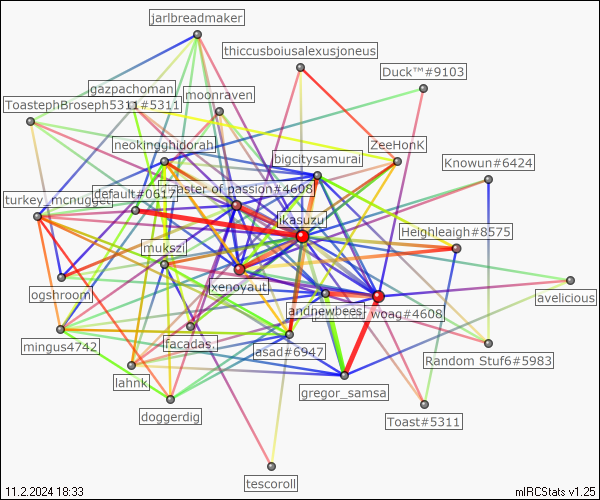 jarlbreadmaker
thiccusboiusalexusjoneus
Duck™#9103
gazpachoman
moonraven
ToastephBroseph5311#5311
neokingghidorah
ZeeHonK
bigcitysamurai
Knowun#6424
turkey_mcnugget
default#0617
aster of passion#4608
ikasuzu
Heighleaigh#8575
mukszi
xenoyaut
ogshroom
avelicious
andnewbees
woag#4608
mingus4742
facadas.
asad#6947
Random Stuf6#5983
lahnk
gregor_samsa
doggerdig
Toast#5311
tescoroll
11.2.2024 18:33
mIRCStats v1.25